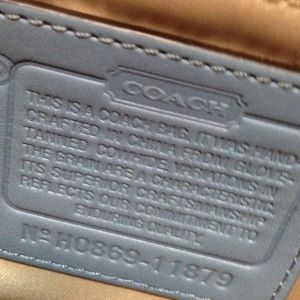 COACH
THIS IS A COACH BAG. IT WAS HAND-
CRAFTED IN CHINA FROM GLOVE-
TANNED COWHIDE. VARIATIONS IN
THE GRAIN ARE A CHARACTERISTIC
REFLECTS OUR COMMITMENT TO
ITS SUPERIOR CRAFTSMANSHIP
ENDURING QUALITY.
No H0869-11879